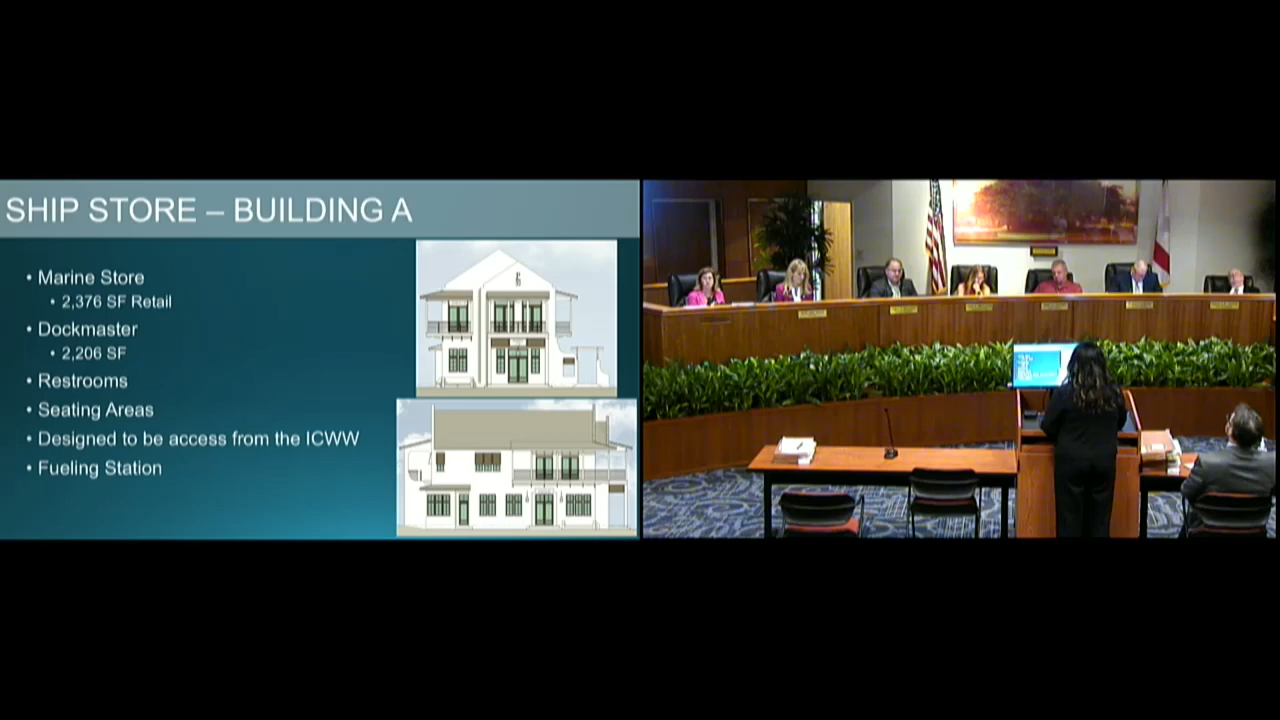 SHIP STORE – BUILDING A
• Marine Store
• 2,376 SF Retail
• Dockmaster
• 2,206 SF
• Restrooms
• Seating Areas
• Designed to be access from the ICWW
• Fueling Station